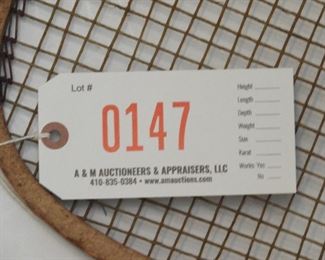 Lot #
0147
A & M AUCTIONEERS & APPRAISERS, LLC
410-835-0384 • www.amauctions.com
Height
Length
Depth
Weight
Size
Karat
Works: Yes
No